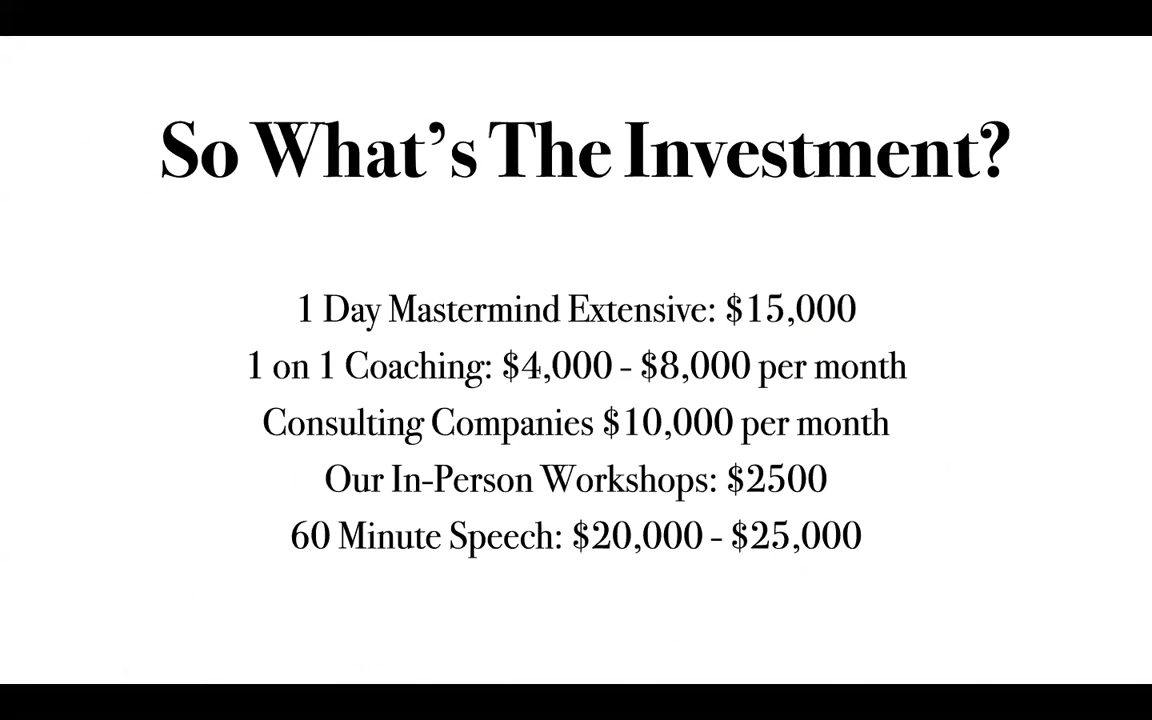 So What’s The Investment?
1 Day Mastermind Extensive: $15,000
1 on 1 Coaching: $4,000 - $8,000 per month
Consulting Companies $10,000 per month
Our In-Person Workshops: $2500
60 Minute Speech: $20,000 - $25,000